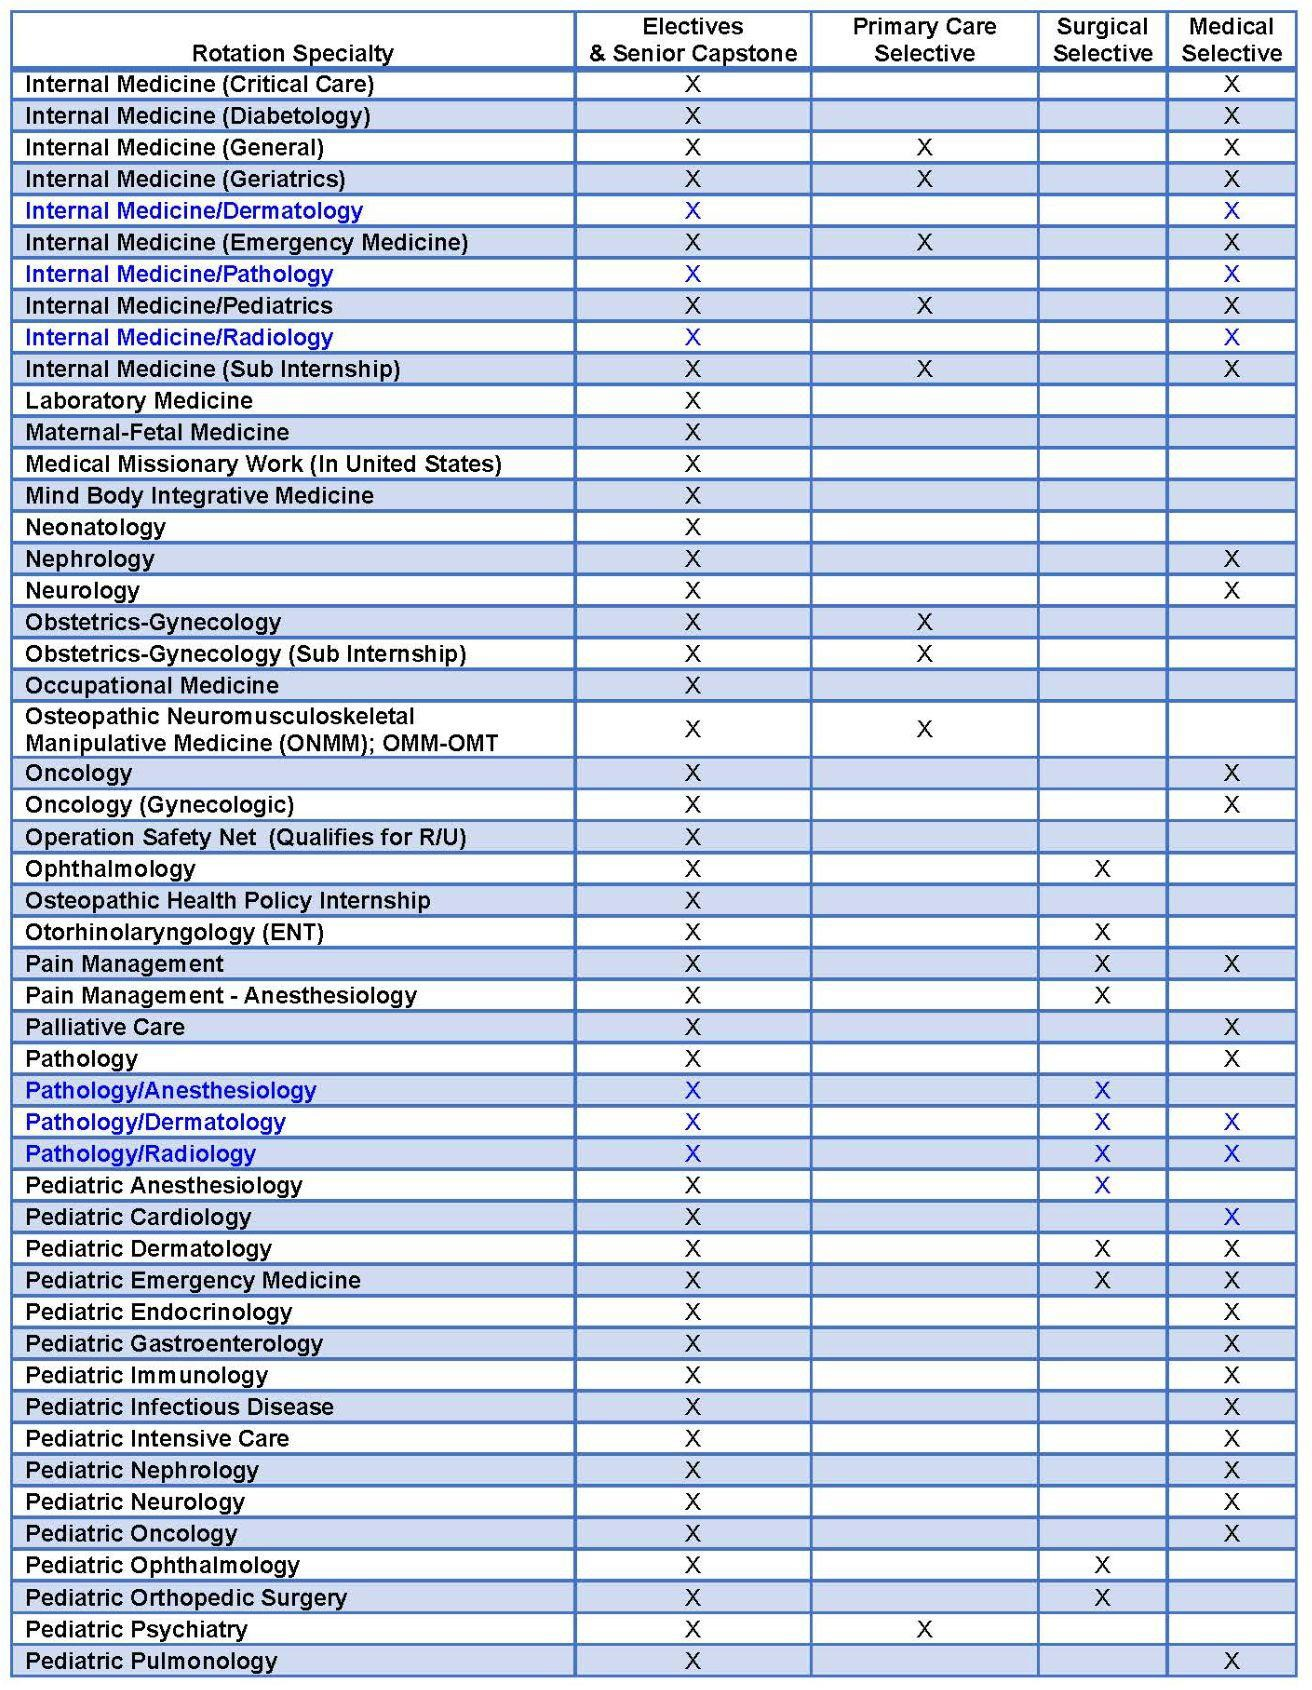 Rotation Specialty Electives & Senior Capstone Primary Care Selective Surgical Selective Medical Selective
Internal Medicine (Critical Care) X X
Internal Medicine (Diabetology) X X
Internal Medicine (General) X X X
Internal Medicine (Geriatrics) X X X
Internal Medicine/Dermatology X X
Internal Medicine (Emergency Medicine) X X X
Internal Medicine/Pathology X X
Internal Medicine/Pediatrics X X X
Internal Medicine/Radiology X X
Internal Medicine (Sub Internship) X X X
Laboratory Medicine X
Maternal-Fetal Medicine X
Medical Missionary Work (In United States) X
Mind Body Integrative Medicine X
Neonatology X
Nephrology X X
Neurology X X
Obstetrics-Gynecology X X
Obstetrics-Gynecology (Sub Internship) X X
Occupational Medicine X
Osteopathic Neuromusculoskeletal
Manipulative Medicine (ONMM); OMM-OMT X X
Oncology X X
Oncology (Gynecologic) X X
Operation Safety Net (Qualifies for R/U) X
Ophthalmology X X
Osteopathic Health Policy Internship X
Otorhinolaryngology (ENT) X X
Pain Management X X X
Pain Management - Anesthesiology X X
Palliative Care X X
Pathology X X
Pathology/Anesthesiology X X
Pathology/Dermatology X X X
Pathology/Radiology X X X
Pediatric Anesthesiology X X
Pediatric Cardiology X X
Pediatric Dermatology X X X
Pediatric Emergency Medicine X X X
Pediatric Endocrinology X X
Pediatric Gastroenterology X X
Pediatric Immunology X X
Pediatric Infectious Disease X X
Pediatric Intensive Care X X
Pediatric Nephrology X X
Pediatric Neurology X X
Pediatric Oncology X X
Pediatric Ophthalmology X X
Pediatric Orthopedic Surgery X X
Pediatric Psychiatry X X
Pediatric Pulmonology X X